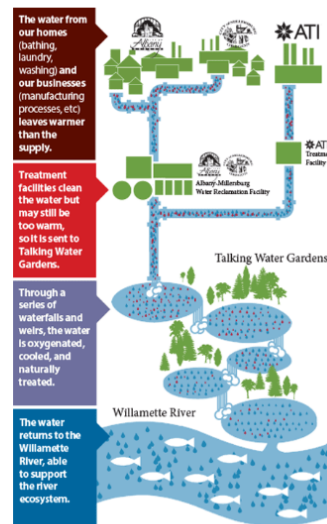 The water from
our homes
(bathing,
laundry,
washing) and
our businesses
(manufacturing
processes, etc)
leaves warmer
than the
supply.
Albany
ATI
ATI
Treatment
Facility
Albany
Albany-Millersburg
Water Reclamation Facility
Treatment
facilities clean
the water but
may still be
too warm,
so it is sent to
Talking Water
Gardens.
Talking Water Gardens
Through a
series of
waterfalls and
weirs, the water
is oxygenated,
cooled, and
naturally
treated.
Willamette River
The water
returns to the
Willamette
River, able
to support
the river
ecosystem.